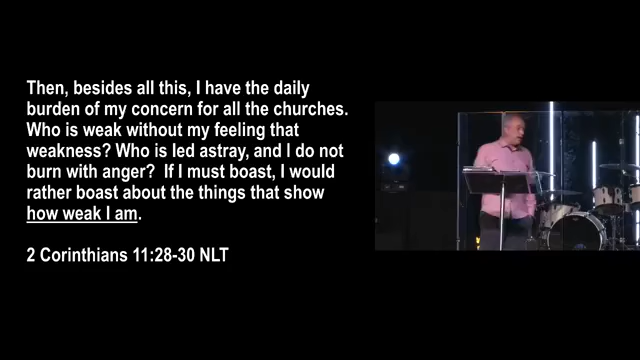 Then, besides all this, I have the daily
burden of my concern for all the churches.
Who is weak without my feeling that
weakness? Who is led astray, and I do not
burn with anger?  If I must boast, I would
rather boast about the things that show
how weak I am.
2 Corinthians 11:28-30 NLT